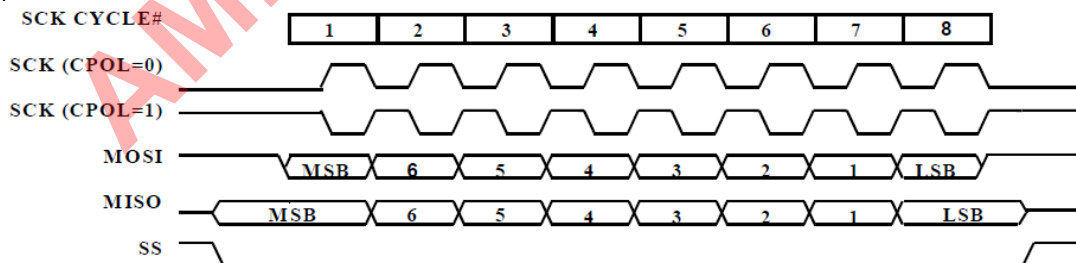 SCK CYCLE# 1 2 3 4 5 6 7 8
SCK (CPOL=0)
SCK (CPOL=1)
MOSI MSB 6 5 4 3 2 1 LSB
MISO MSB 6 5 4 3 2 1 LSB
SS
AM